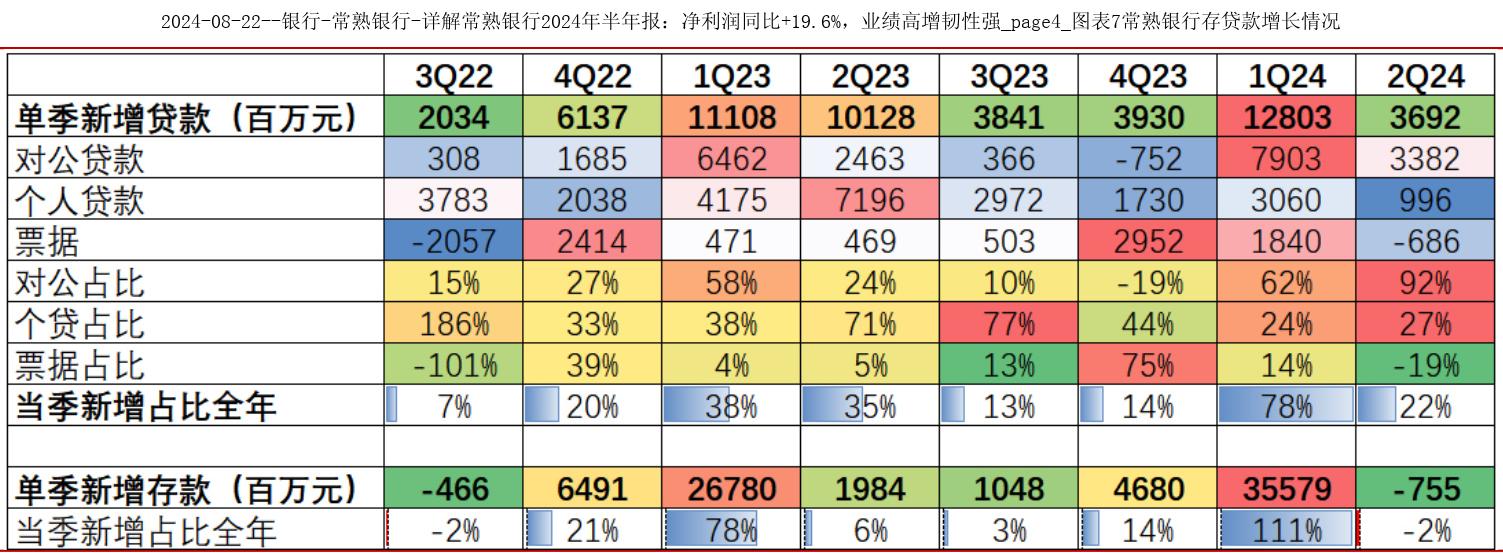 2024-08-22--银行-常熟银行-详解常熟银行2024年半年报：净利润同比+19.6%，业绩高增韧性强_page4_图表7常熟银行存贷款增长情况
3Q22 4Q22 1Q23 2Q23 3Q23 4Q23 1Q24 2Q24
单季新增贷款（百万元） 2034 6137 11108 10128 3841 3930 12803 3692
对公贷款 308 1685 6462 2463 366 -752 7903 3382
个人贷款 3783 2038 4175 7196 2972 1730 3060 996
票据 -2057 2414 471 469 503 2952 1840 -686
对公占比 15% 27% 58% 24% 10% -19% 62% 92%
个贷占比 186% 33% 38% 71% 77% 44% 24% 27%
票据占比 -101% 39% 4% 5% 13% 75% 14% -19%
当季新增占比全年 7% 20% 38% 35% 13% 14% 78% 22%
单季新增存款（百万元） -466 6491 26780 1984 1048 4680 35579 -755
当季新增占比全年 -2% 21% 78% 6% 3% 14% 111% -2%